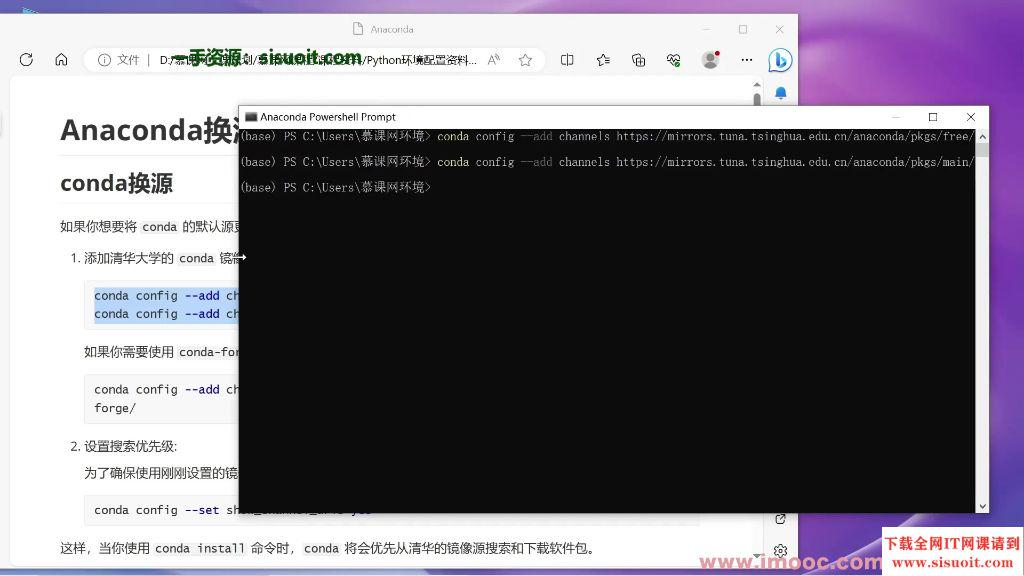 Anaconda
文件
D:/慕课
一手资源：sisuoit.com
/Python环境配置资料...
Anaconda换源
conda换源
如果你想要将 conda 的默认源更
1. 添加清华大学的 conda 镜像
conda config --add ch
conda config --add ch
如果你需要使用 conda-for
conda config --add ch
forge/
2. 设置搜索优先级:
为了确保使用刚刚设置的镜
conda config --set
这样，当你使用 conda install 命令时，conda 将会优先从清华的镜像源搜索和下载软件包。
Anaconda Powershell Prompt
(base) PS C:\Users\慕课网环境> conda config --add channels https://mirrors.tuna.tsinghua.edu.cn/anaconda/pkgs/free/
(base) PS C:\Users\慕课网环境> conda config --add channels https://mirrors.tuna.tsinghua.edu.cn/anaconda/pkgs/main/
(base) PS C:\Users\慕课网环境>
www.imooc.com
下载全网IT网课请到
www.sisuoit.com